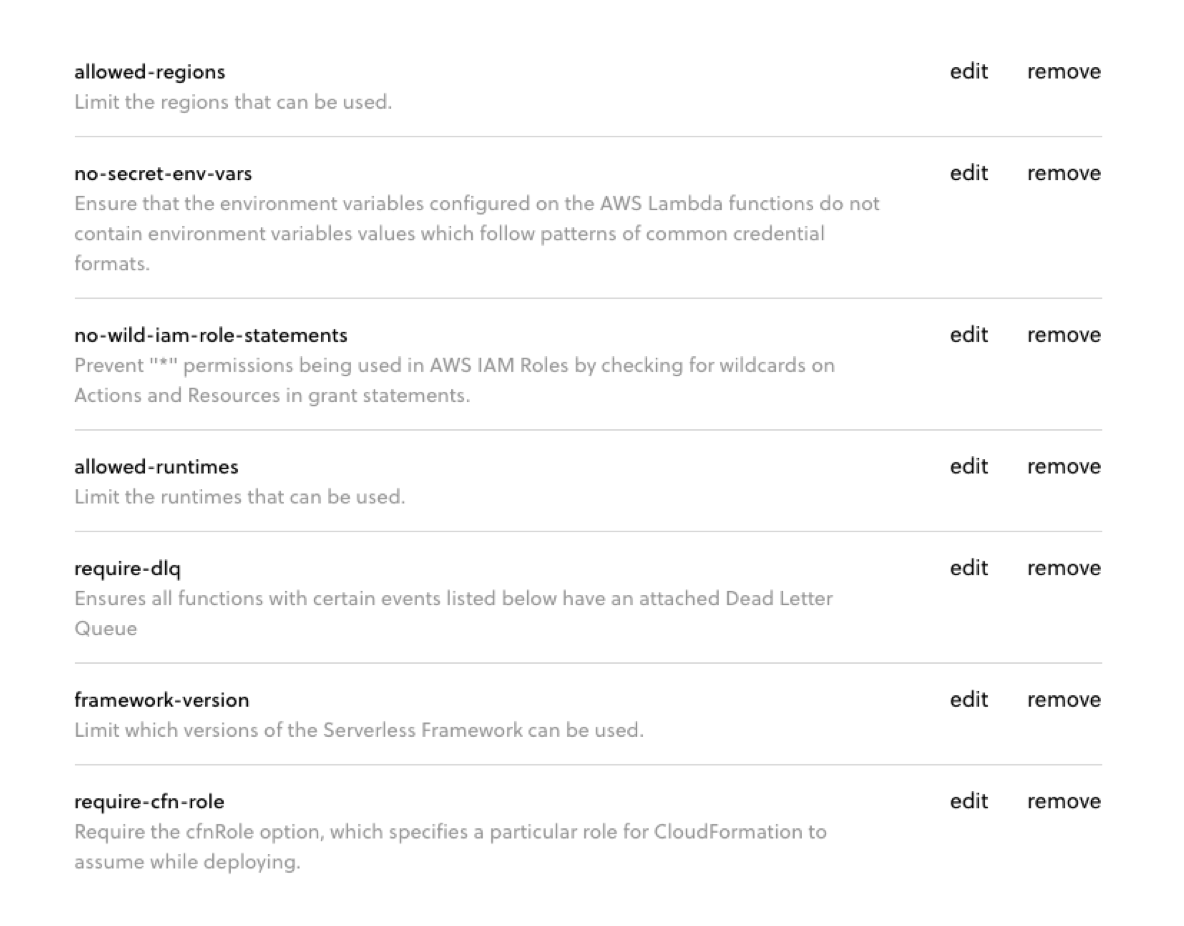 allowed-regions edit remove
Limit the regions that can be used.
no-secret-env-vars edit remove
Ensure that the environment variables configured on the AWS Lambda functions do not
contain environment variables values which follow patterns of common credential
formats.
no-wild-iam-role-statements edit remove
Prevent "*" permissions being used in AWS IAM Roles by checking for wildcards on
Actions and Resources in grant statements.
allowed-runtimes edit remove
Limit the runtimes that can be used.
require-dlq edit remove
Ensures all functions with certain events listed below have an attached Dead Letter
Queue
framework-version edit remove
Limit which versions of the Serverless Framework can be used.
require-cfn-role edit remove
Require the cfnRole option, which specifies a particular role for CloudFormation to
assume while deploying.